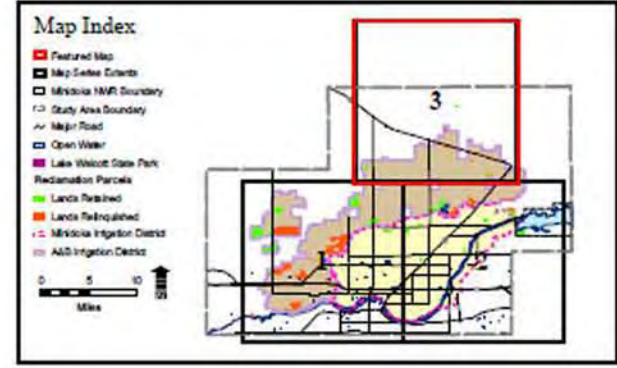 Map Index
Featured Map
Map Series Extents
Minidoka NWR Boundary
Study Area Boundary
Major Road
Open Water
Lake Walcott State Park
Reclamation Parcels
Lands Retained
Lands Relinquished
Minidoka Irrigation District
A&B Irrigation District
0 5 10
Miles
N
3
1
2